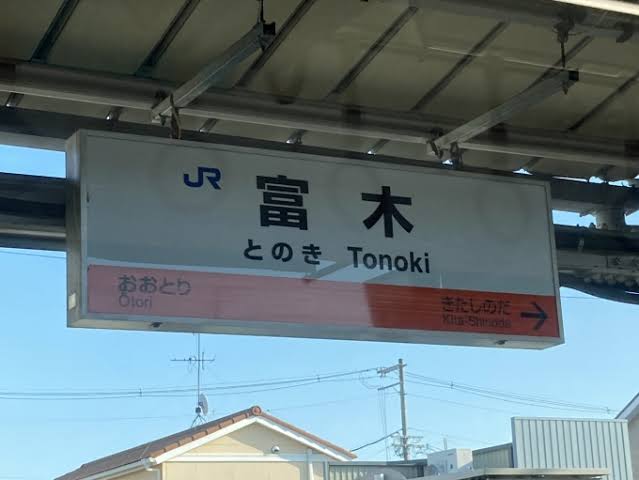 JR 富木
とのき Tonoki
おおとり
Ōtori
きたしのだ
Kita-Shinoda